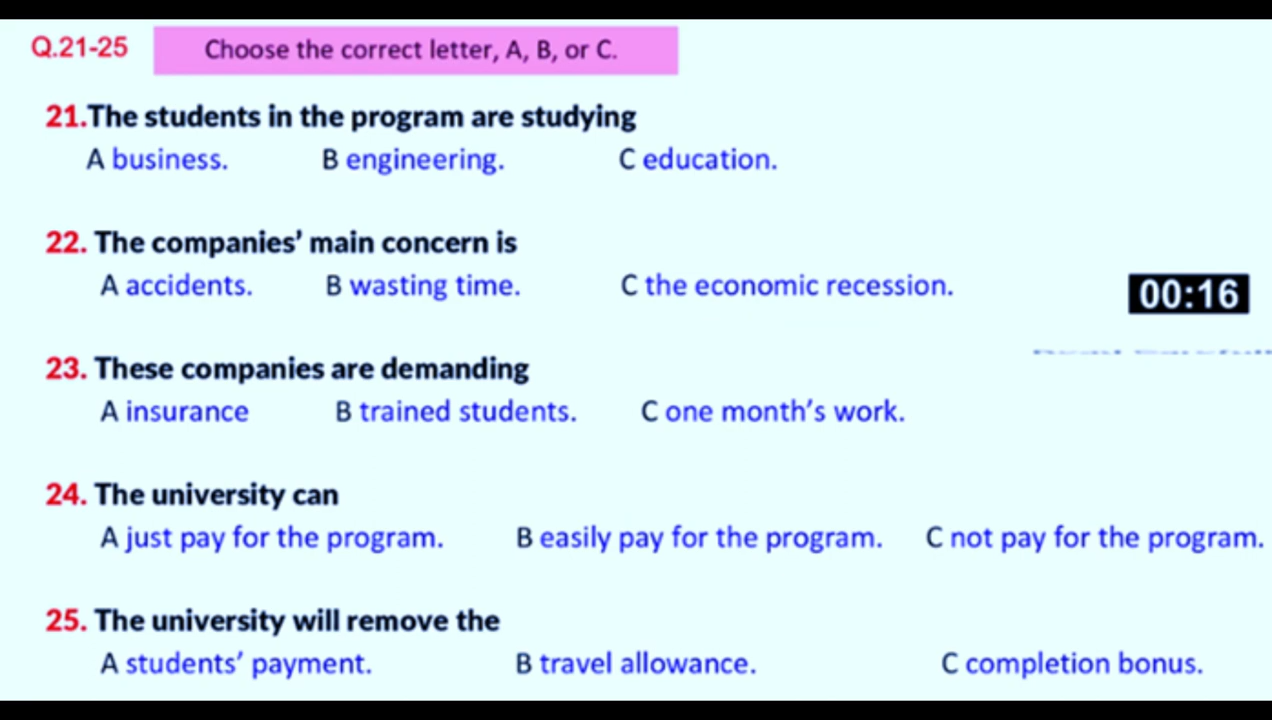 Q.21-25 Choose the correct letter, A, B, or C.
21.The students in the program are studying
A business. B engineering. C education.
22. The companies' main concern is
A accidents. B wasting time. C the economic recession.
00:16
23. These companies are demanding
A insurance B trained students. C one month's work.
24. The university can
A just pay for the program. B easily pay for the program. C not pay for the program.
25. The university will remove the
A students' payment. B travel allowance. C completion bonus.